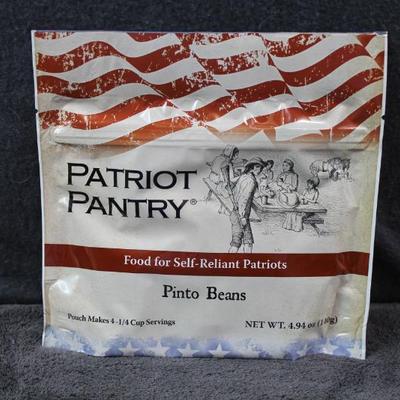 PATRIOT
PANTRY®
Food for Self-Reliant Patriots
Pinto Beans
Pouch Makes 4 -1/4 Cup Servings
NET WT. 4.94 oz (140g)